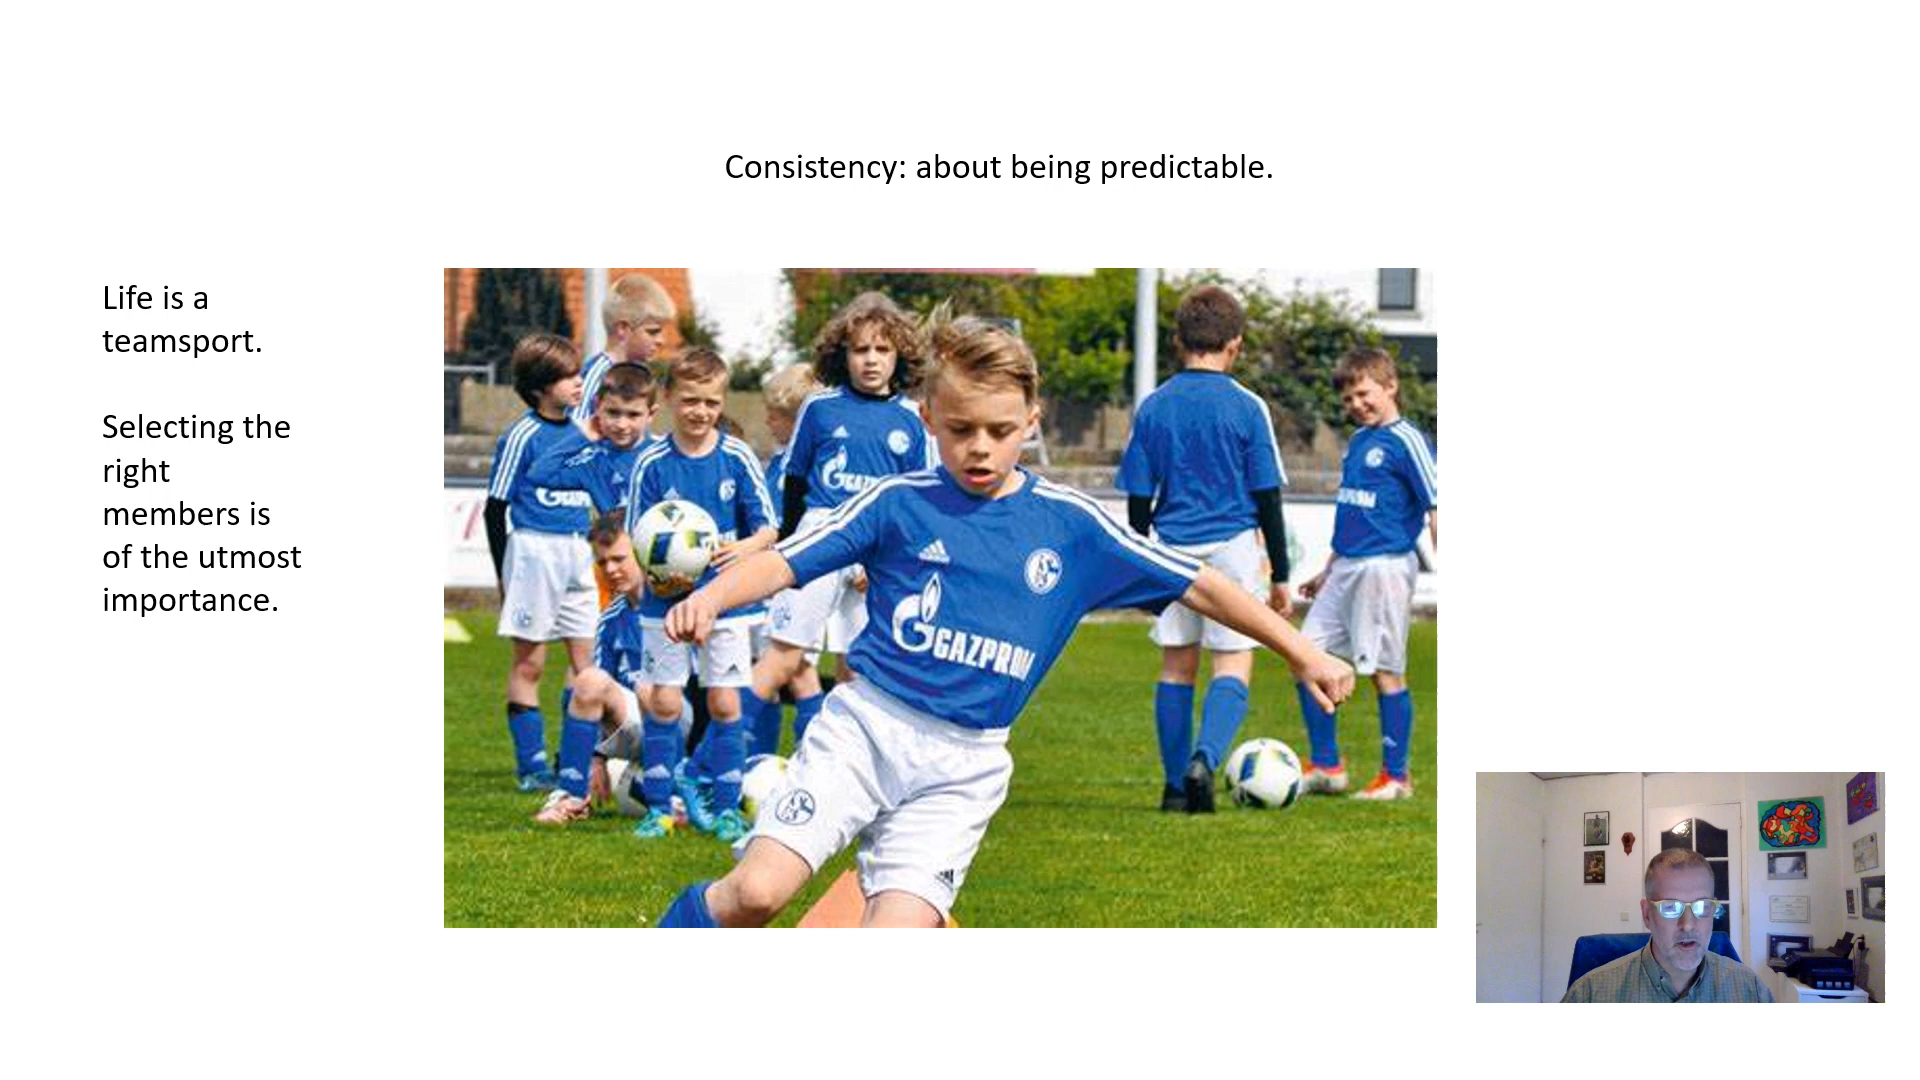 Consistency: about being predictable.
Life is a
teamsport.
Selecting the
right
members is
of the utmost
importance.
GAZPROM